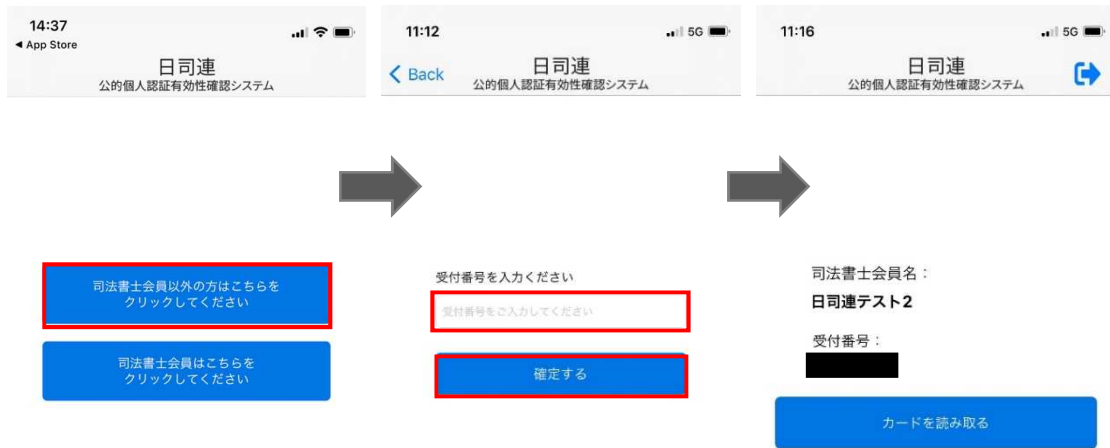 14:37
◀ App Store
日司連
公的個人認証有効性確認システム
司法書士会員以外の方はこちらを
クリックしてください
司法書士会員はこちらを
クリックしてください
11:12
5G
Back
日司連
公的個人認証有効性確認システム
受付番号を入力ください
受付番号をご入力してください
確定する
11:16
5G
日司連
公的個人認証有効性確認システム
司法書士会員名：
日司連テスト2
受付番号：
カードを読み取る